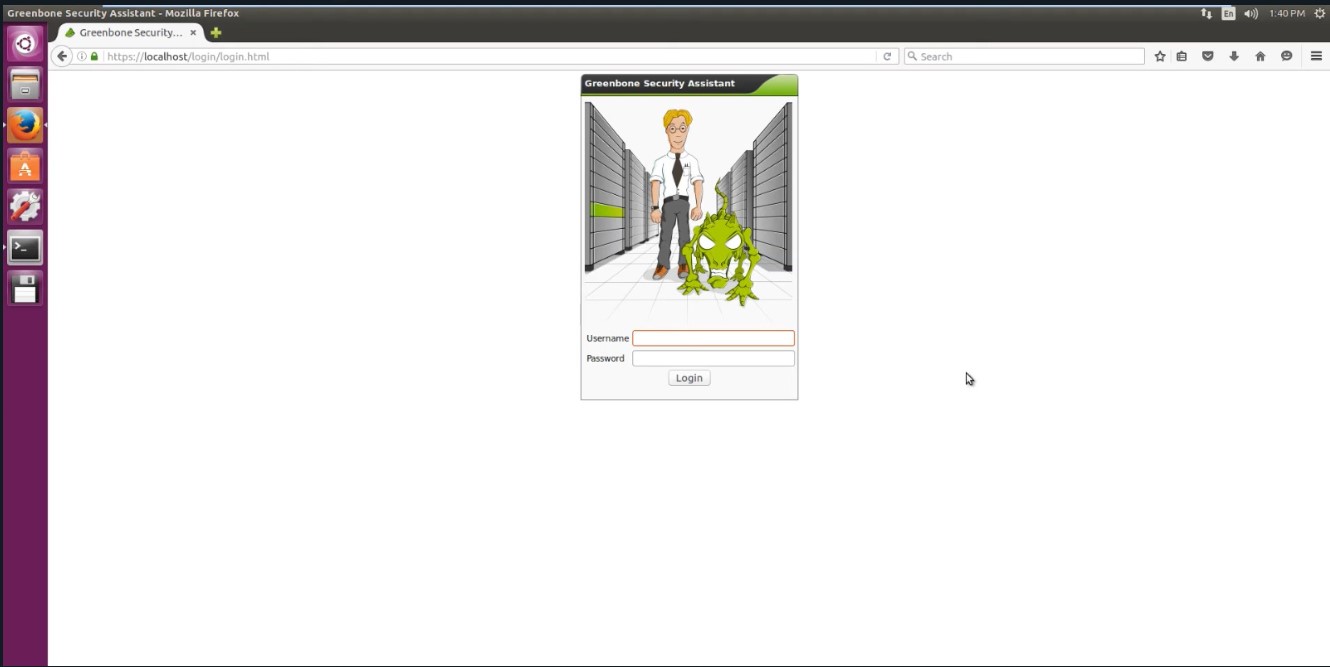 Greenbone Security Assistant - Mozilla Firefox
En
1:40 PM
Greenbone Security...
https://localhost/login/login.html
Search
Greenbone Security Assistant
Username
Password
Login